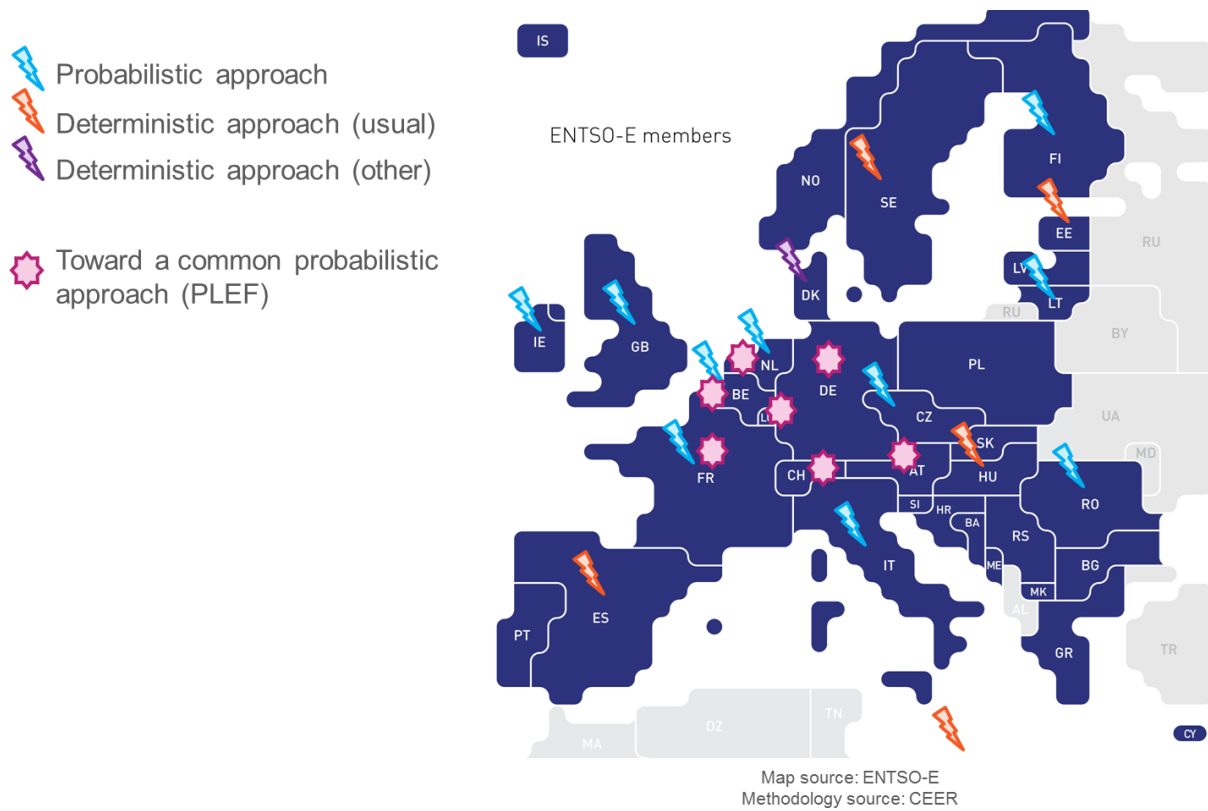 Probabilistic approach
Deterministic approach (usual)
Deterministic approach (other)
Toward a common probabilistic
approach (PLEF)
ENTSO-E members
IS
NO
SE
FI
EE
LV
LT
RU
RU
BY
DK
IE
GB
NL
BE
DE
PL
CZ
SK
UA
MD
FR
CH
AT
HU
RO
SI
HR
BA
RS
IT
ME
BG
MK
AL
PT
ES
GR
TR
MA
DZ
TN
CY
Map source: ENTSO-E
Methodology source: CEER